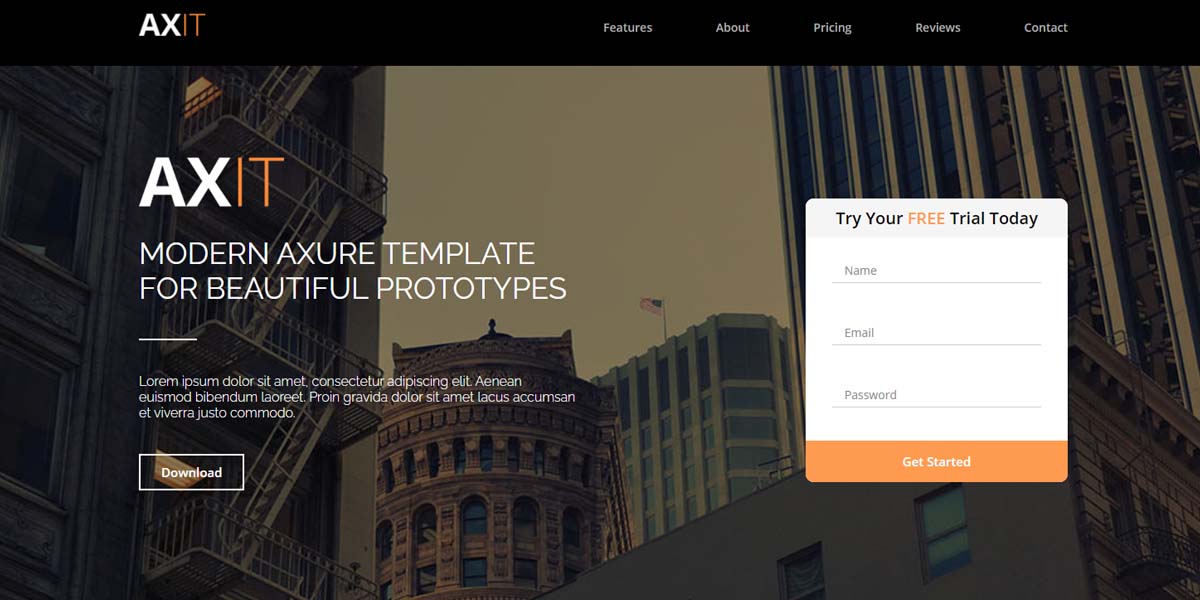 AXIT
Features
About
Pricing
Reviews
Contact
AXIT
MODERN AXURE TEMPLATE
FOR BEAUTIFUL PROTOTYPES
Lorem ipsum dolor sit amet, consectetur adipiscing elit. Aenean
euismod bibendum laoreet. Proin gravida dolor sit amet lacus accumsan
et viverra justo commodo.
Download
Try Your FREE Trial Today
Name
Email
Password
Get Started